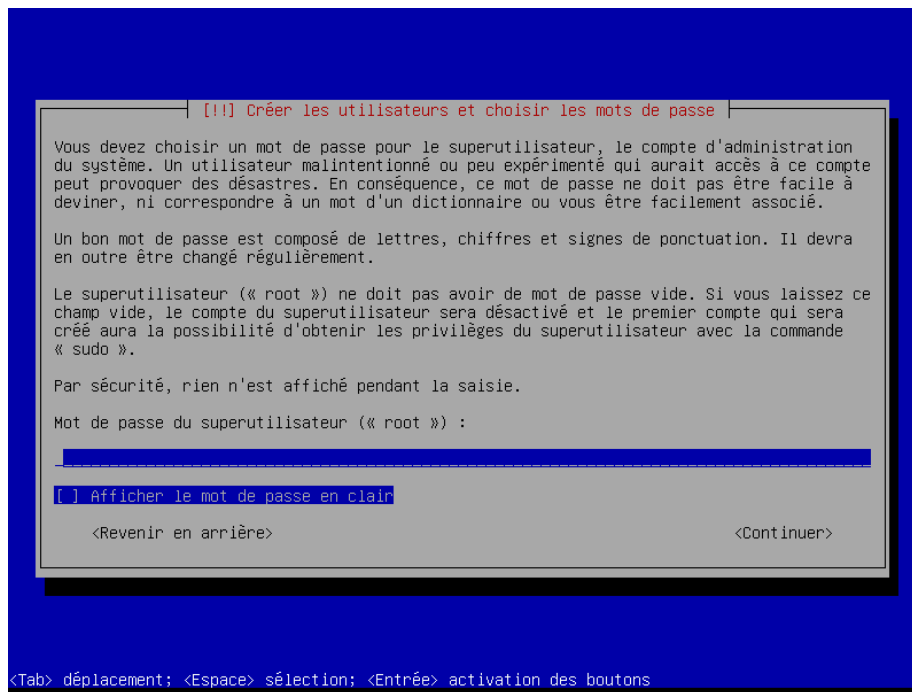 [!!] Créer les utilisateurs et choisir les mots de passe
Vous devez choisir un mot de passe pour le superutilisateur, le compte d'administration
du système. Un utilisateur malintentionné ou peu expérimenté qui aurait accès à ce compte
peut provoquer des désastres. En conséquence, ce mot de passe ne doit pas être facile à
deviner, ni correspondre à un mot d'un dictionnaire ou vous être facilement associé.
Un bon mot de passe est composé de lettres, chiffres et signes de ponctuation. Il devra
en outre être changé régulièrement.
Le superutilisateur (« root ») ne doit pas avoir de mot de passe vide. Si vous laissez ce
champ vide, le compte du superutilisateur sera désactivé et le premier compte qui sera
créé aura la possibilité d'obtenir les privilèges du superutilisateur avec la commande
« sudo ».
Par sécurité, rien n'est affiché pendant la saisie.
Mot de passe du superutilisateur (« root ») :
[ ] Afficher le mot de passe en clair
<Revenir en arrière> <Continuer>
<Tab> déplacement; <Espace> sélection; <Entrée> activation des boutons